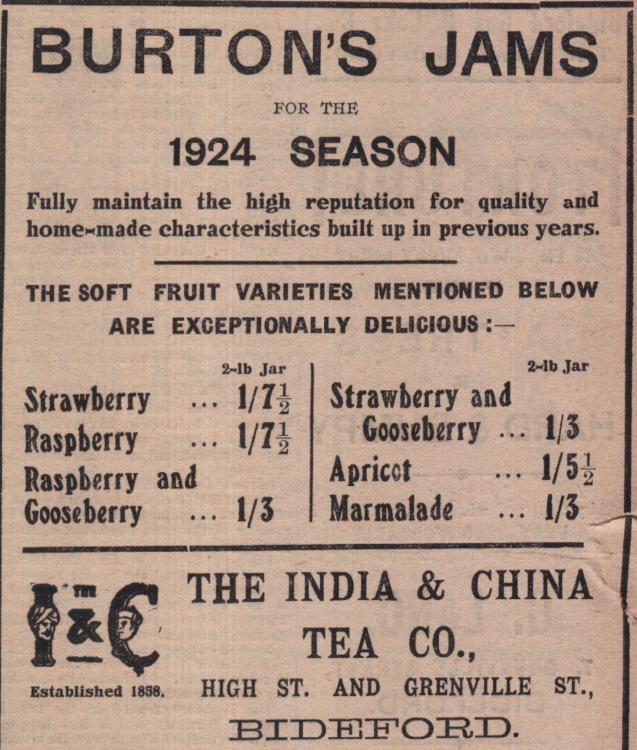 BURTON'S JAMS
FOR THE
1924 SEASON
Fully maintain the high reputation for quality and
home-made characteristics built up in previous years.
THE SOFT FRUIT VARIETIES MENTIONED BELOW
ARE EXCEPTIONALLY DELICIOUS :—
2-lb Jar
Strawberry ... 1/7½
Raspberry ... 1/7½
Raspberry and
Gooseberry ... 1/3
2-lb Jar
Strawberry and
Gooseberry ... 1/3
Apricot ... 1/5½
Marmalade ... 1/3
THE
I & C
Established 1858.
THE INDIA & CHINA
TEA CO.,
HIGH ST. AND GRENVILLE ST.,
BIDEFORD.